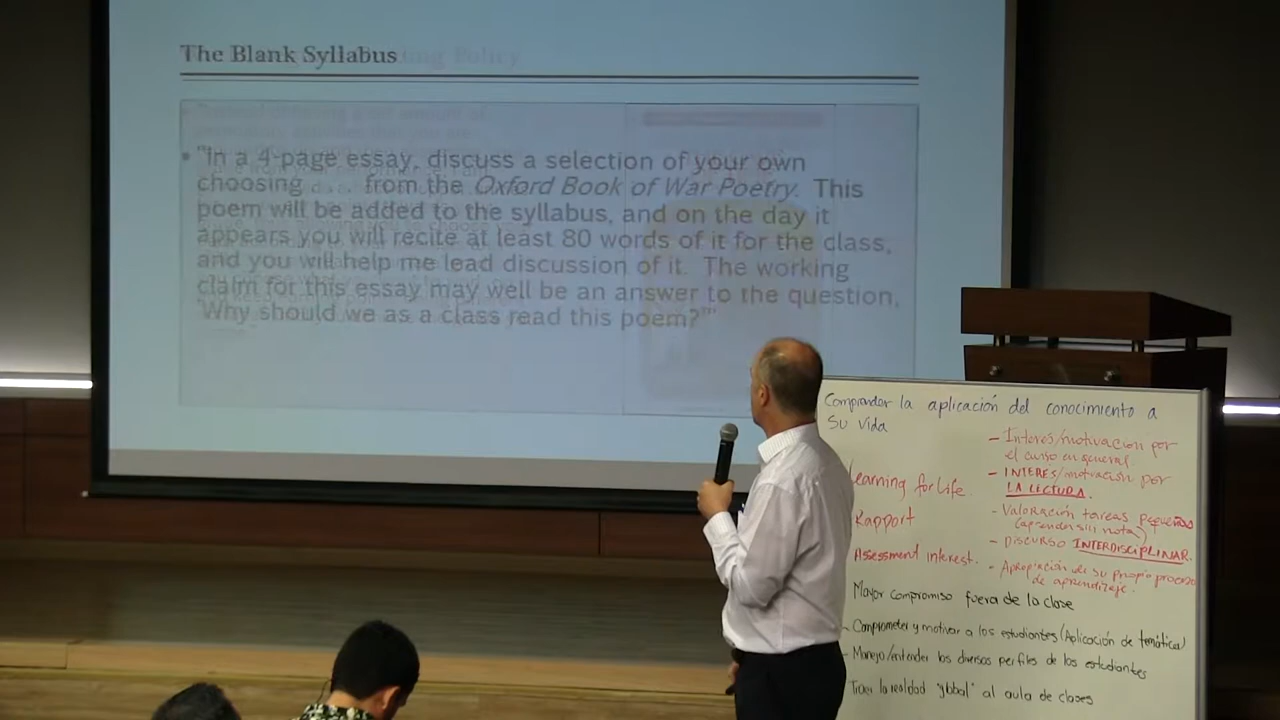 The Blank Syllabus
• "In a 4-page essay, discuss a selection of your own
choosing .... from the Oxford Book of War Poetry. This
poem will be added to the syllabus, and on the day it
appears you will recite at least 80 words of it for the class,
and you will help me lead discussion of it. The working
claim for this essay may well be an answer to the question,
'Why should we as a class read this poem?'"
Comprender la aplicación del conocimiento a
su vida
- Interés/motivación por
el curso en general.
- INTERÉS/motivación por
LA LECTURA.
Learning for Life.
- Valoración tareas pequeñas
(aprender sin nota)
Rapport
- DISCURSO INTERDISCIPLINAR.
Assessment interest.
- Apropiación de su propio proceso
de aprendizaje.
Mayor compromiso fuera de la clase
- Comprometer y motivar a los estudiantes (Aplicación de temática)
- Manejo/entender los diversos perfiles de los estudiantes
Traer la realidad "global" al aula de clases